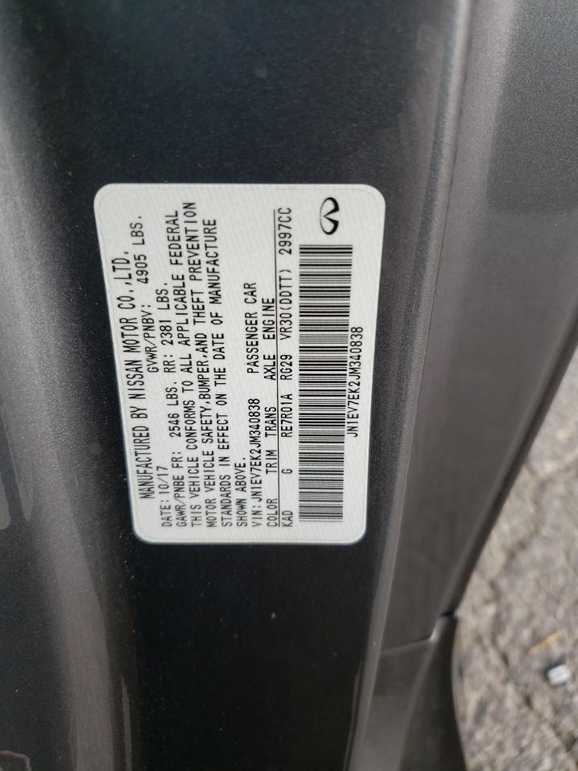 MANUFACTURED BY NISSAN MOTOR CO.,LTD.
DATE: 10/17 GVWR/PNBV: 4905 LBS.
GAWR/PNBE FR: 2546 LBS. RR: 2381 LBS.
THIS VEHICLE CONFORMS TO ALL APPLICABLE FEDERAL
MOTOR VEHICLE SAFETY,BUMPER,AND THEFT PREVENTION
STANDARDS IN EFFECT ON THE DATE OF MANUFACTURE
SHOWN ABOVE.
VIN: JN1EV7EK2JM340838 PASSENGER CAR
COLOR TRIM TRANS AXLE ENGINE
KAD G RE7R01A RG29 VR30(DDTT) 2997CC
JN1EV7EK2JM340838